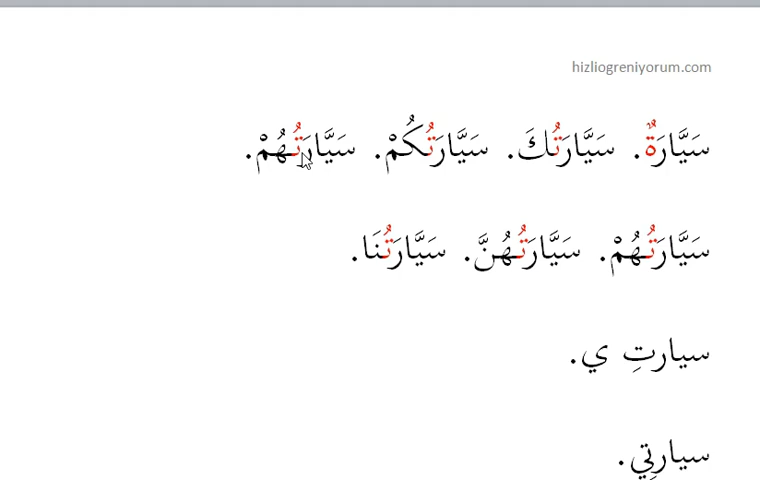 hizliogreniyorum.com
سَيَّارَةٌ. سَيَّارَتُكَ. سَيَّارَتُكُمْ. سَيَّارَتُهُمْ.
سَيَّارَتُهُمْ. سَيَّارَتُهُنَّ. سَيَّارَتُنَا.
سيارتِ ي.
سيارتِي.